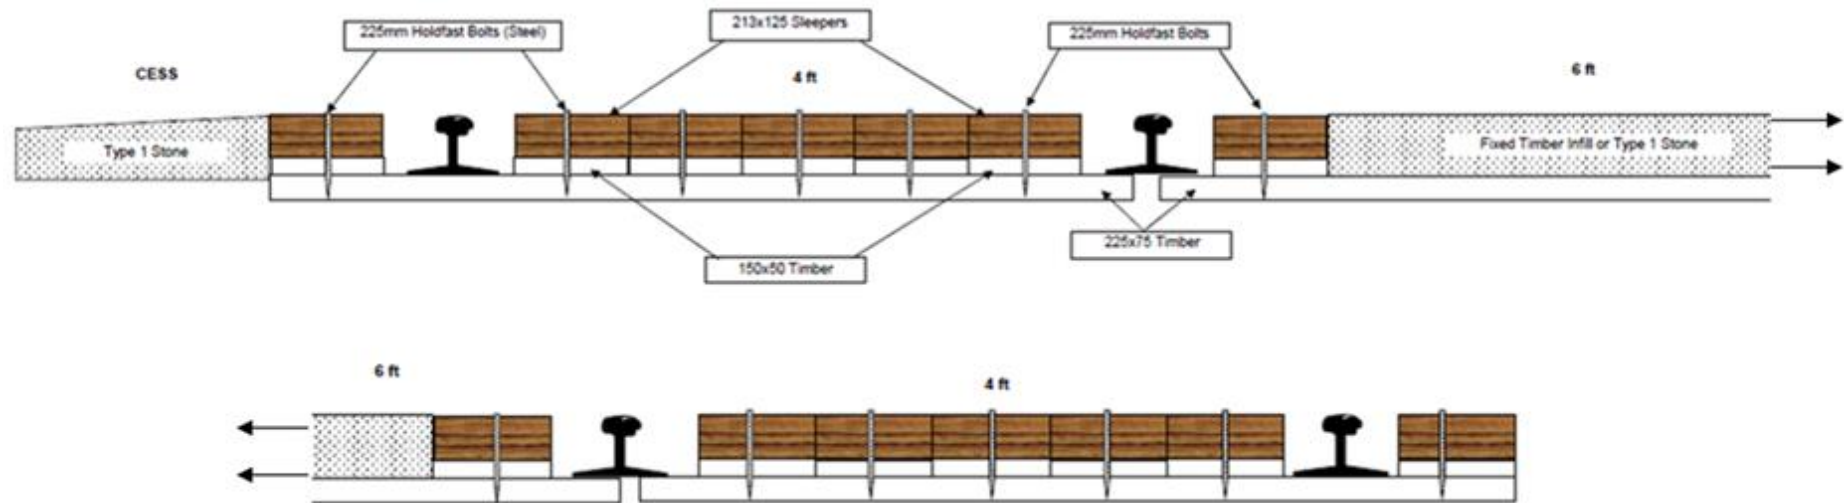 225mm Holdfast Bolts (Steel)
213x125 Sleepers
225mm Holdfast Bolts
CESS
4 ft
6 ft
Type 1 Stone
Fixed Timber Infill or Type 1 Stone
225x75 Timber
150x50 Timber
6 ft
4 ft